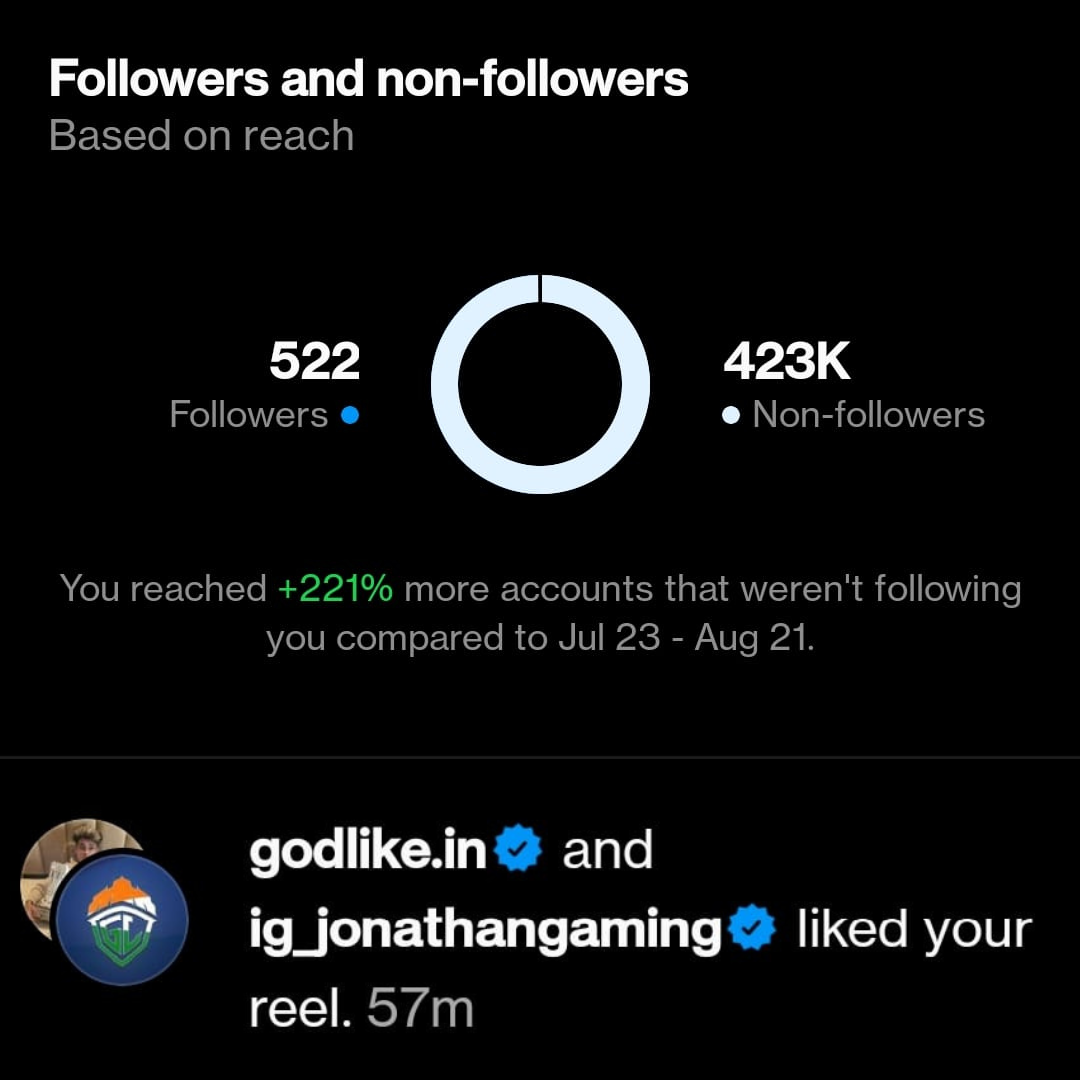 Followers and non-followers
Based on reach
522
Followers
423K
Non-followers
You reached +221% more accounts that weren't following
you compared to Jul 23 - Aug 21.
godlike.in and
ig_jonathangaming liked your
reel. 57m